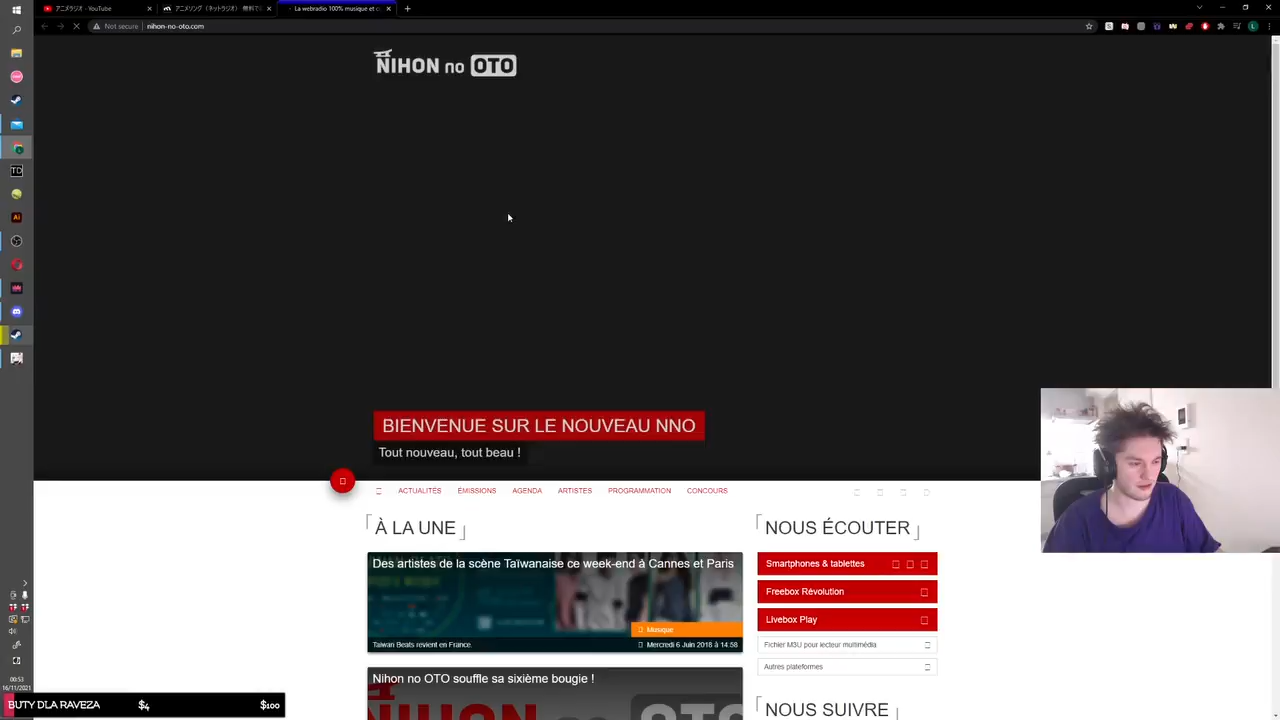 アニメラジオ - YouTube
アニメソング（ネットラジオ）- 無料で
La webradio 100% musique et c
Not secure
nihon-no-oto.com
NIHON no OTO
BIENVENUE SUR LE NOUVEAU NNO
Tout nouveau, tout beau !
ACTUALITÉS ÉMISSIONS AGENDA ARTISTES PROGRAMMATION CONCOURS
À LA UNE
NOUS ÉCOUTER
Des artistes de la scène Taïwanaise ce week-end à Cannes et Paris
Musique
Taiwan Beats revient en France.
Mercredi 6 Juin 2018 à 14:58
Smartphones & tablettes
Freebox Révolution
Livebox Play
Fichier M3U pour lecteur multimédia
Autres plateformes
Nihon no OTO souffle sa sixième bougie !
NOUS SUIVRE
TD
Ai
00:53
16/11/2021
BUTY DLA RAVEZA $4 $100